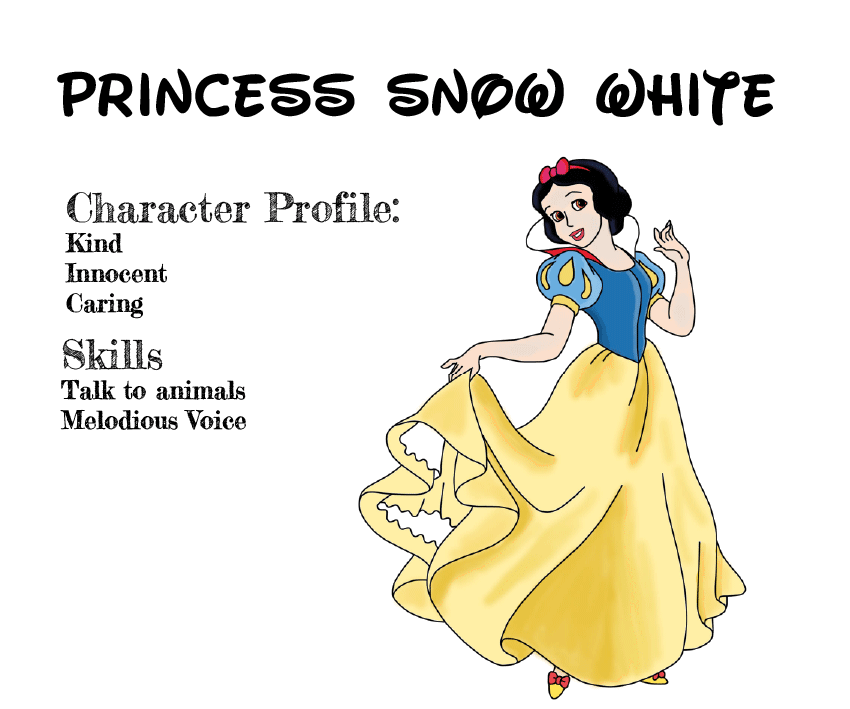 PRINCESS SNOW WHITE
Character Profile:
Kind
Innocent
Caring
Skills
Talk to animals
Melodious Voice